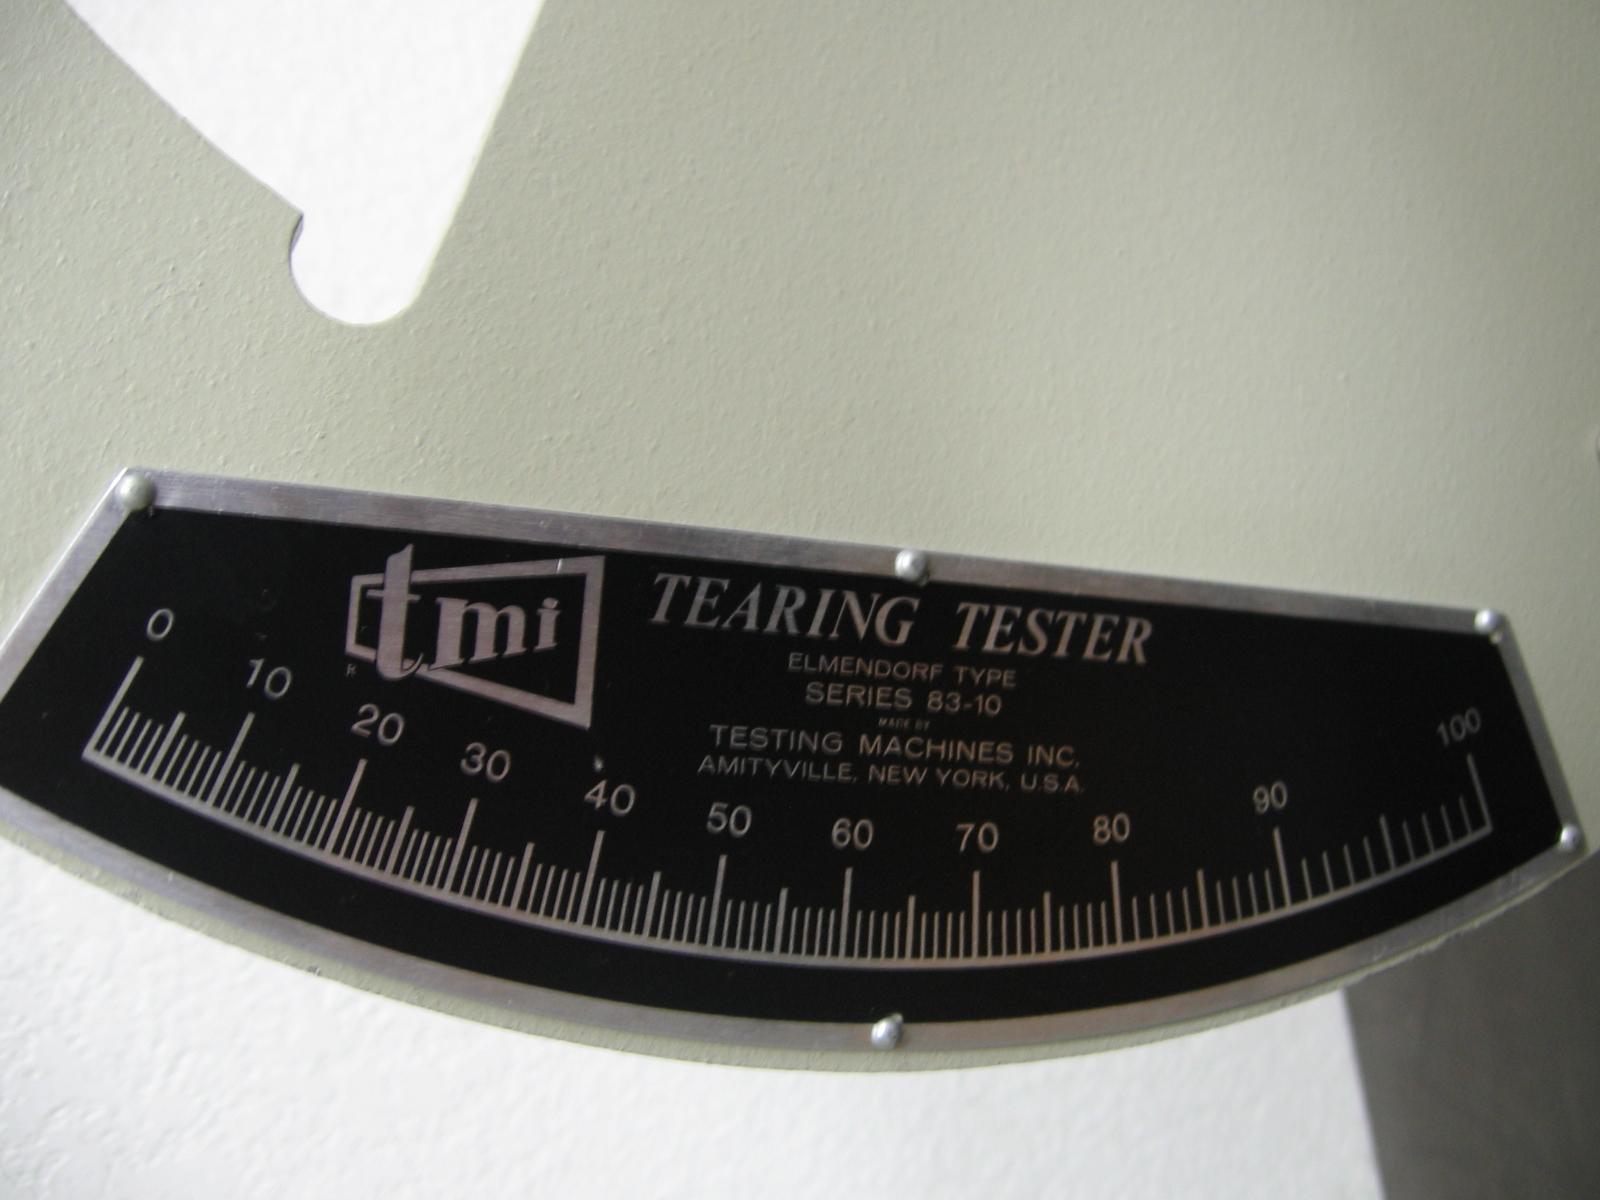 tmi
R
TEARING TESTER
ELMENDORF TYPE
SERIES 83-10
MADE BY
TESTING MACHINES INC.
AMITYVILLE, NEW YORK, U.S.A.
0 10 20 30 40 50 60 70 80 90 100